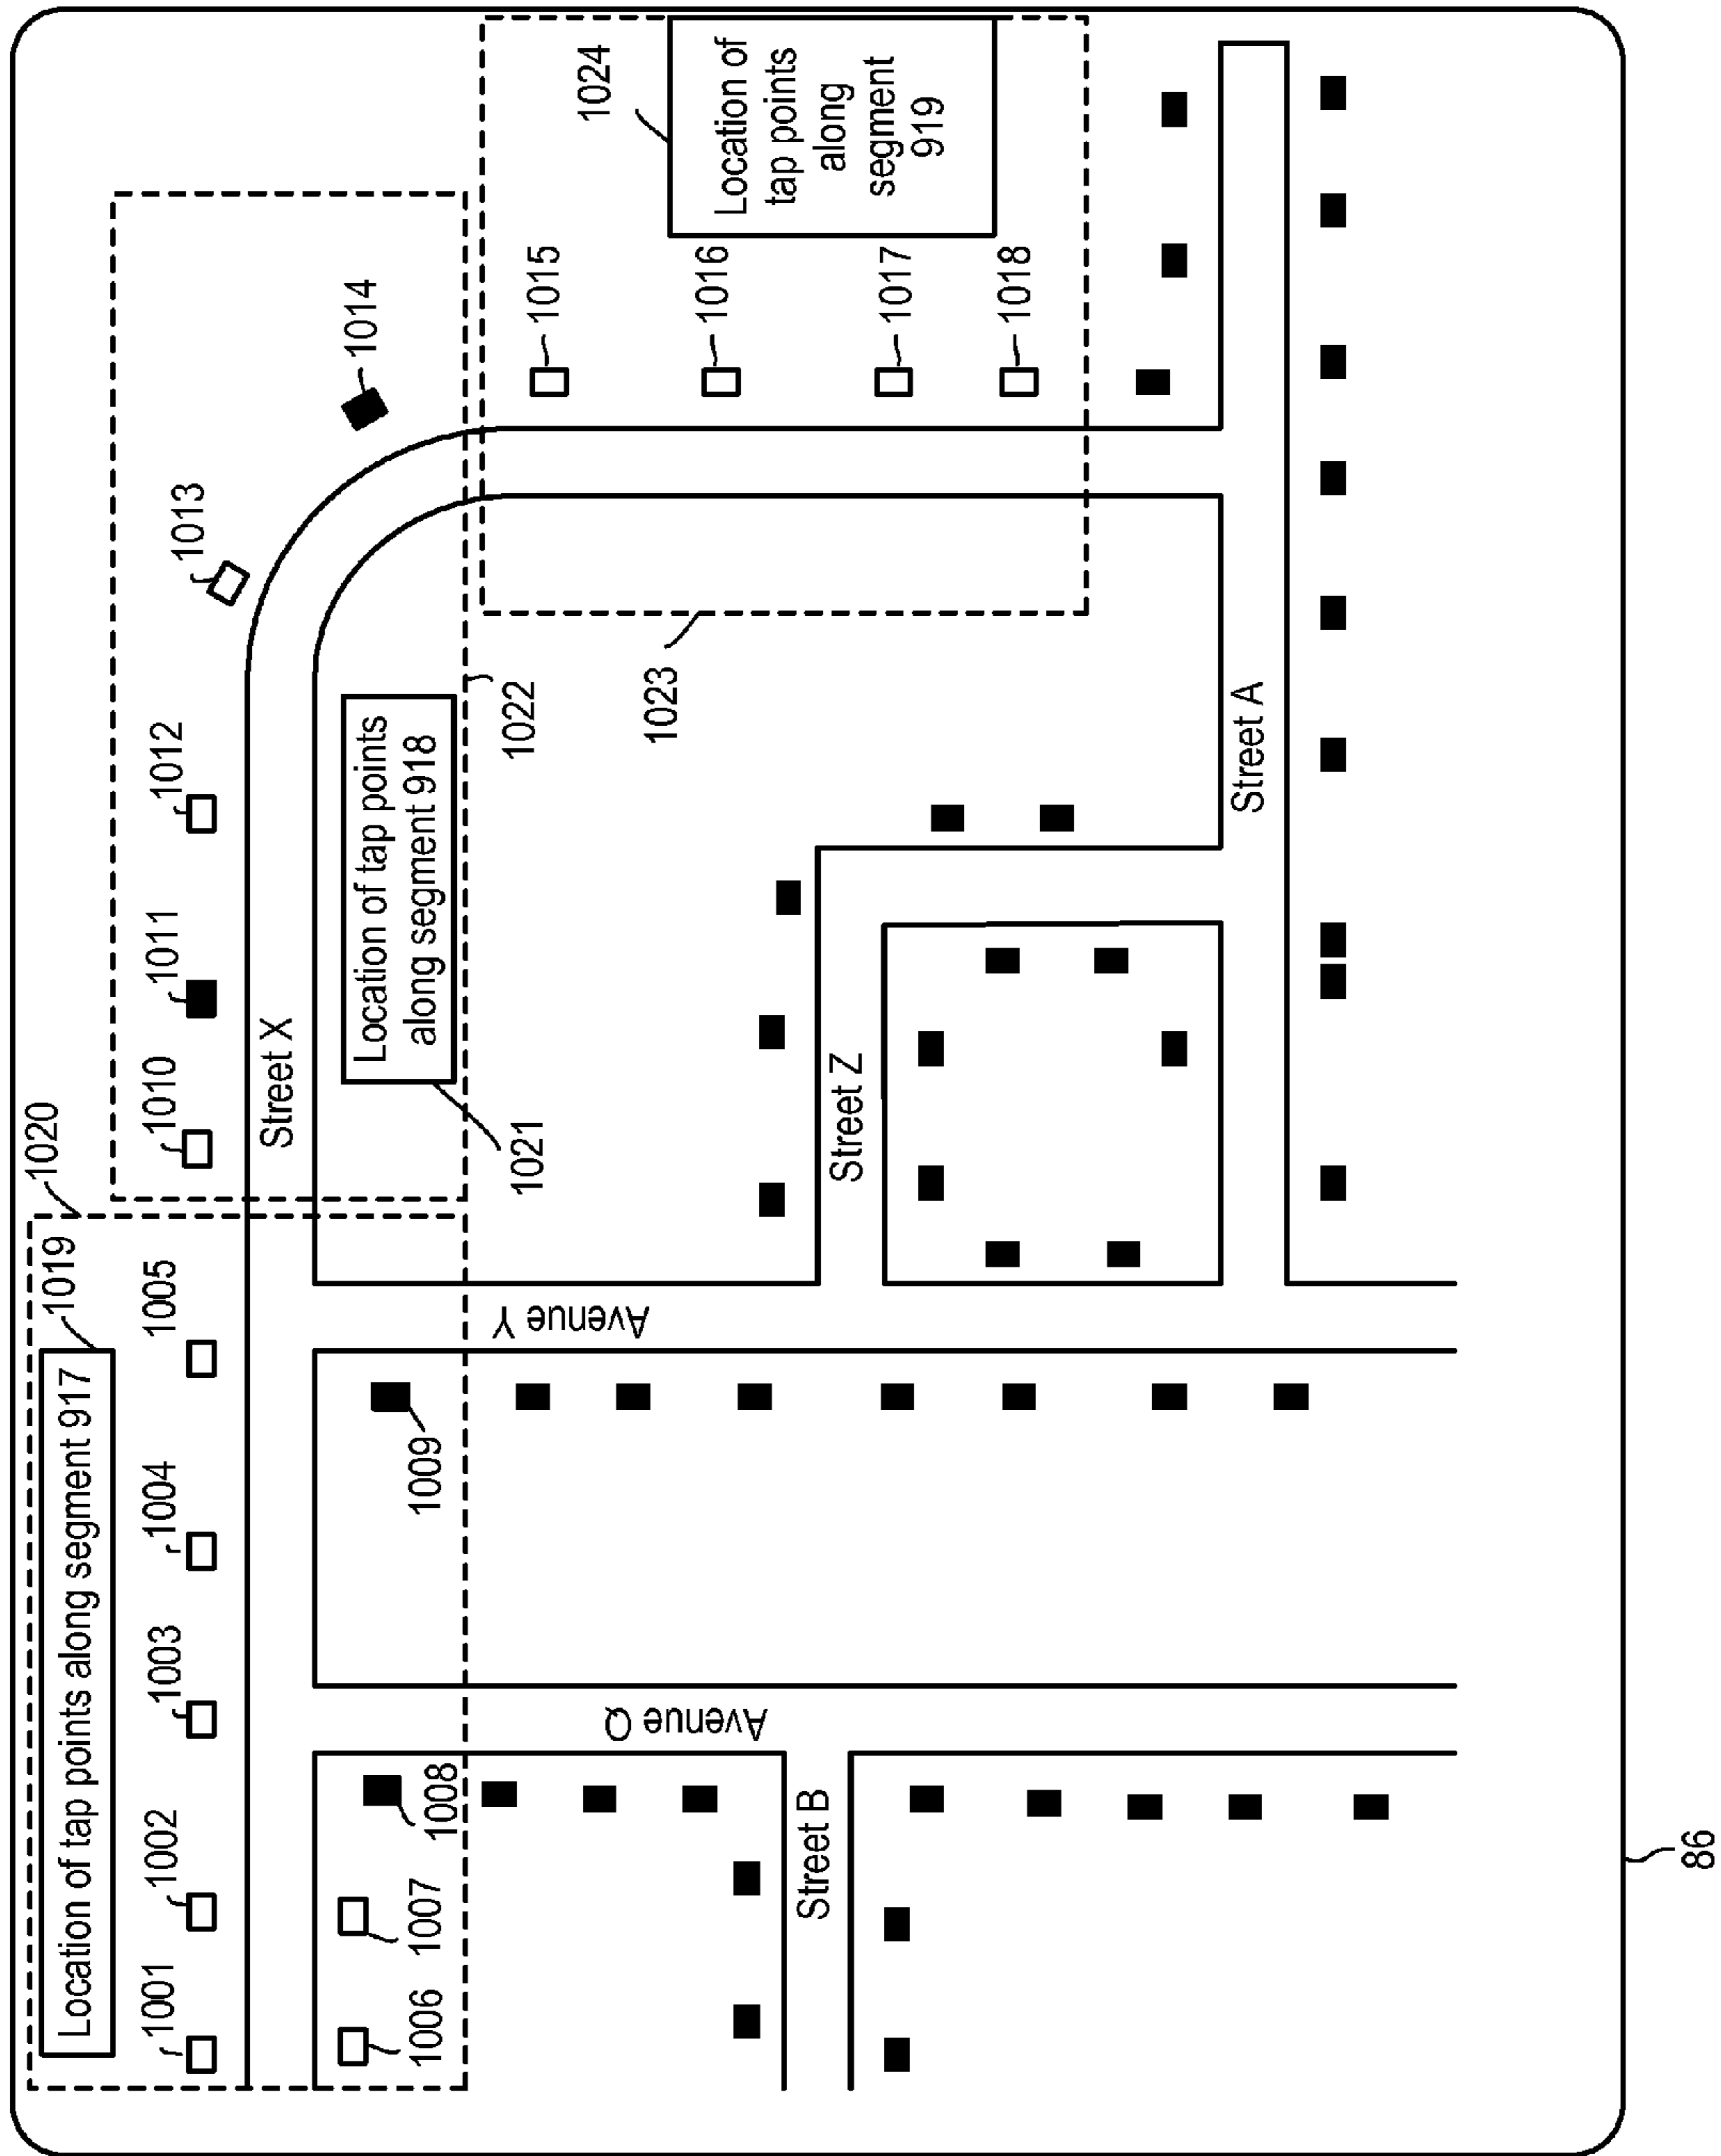 1020
1019
Location of tap points along segment 917
1001
1002
1003
1004
1005
1010
1011
1012
1013
1014
Street X
1006
1007
1008
1009
Location of tap points
along segment 918
1021
1022
1024
Location of
tap points
along
segment
919
1015
1016
1017
1018
1023
Avenue Q
Avenue Y
Street B
Street Z
Street A
86